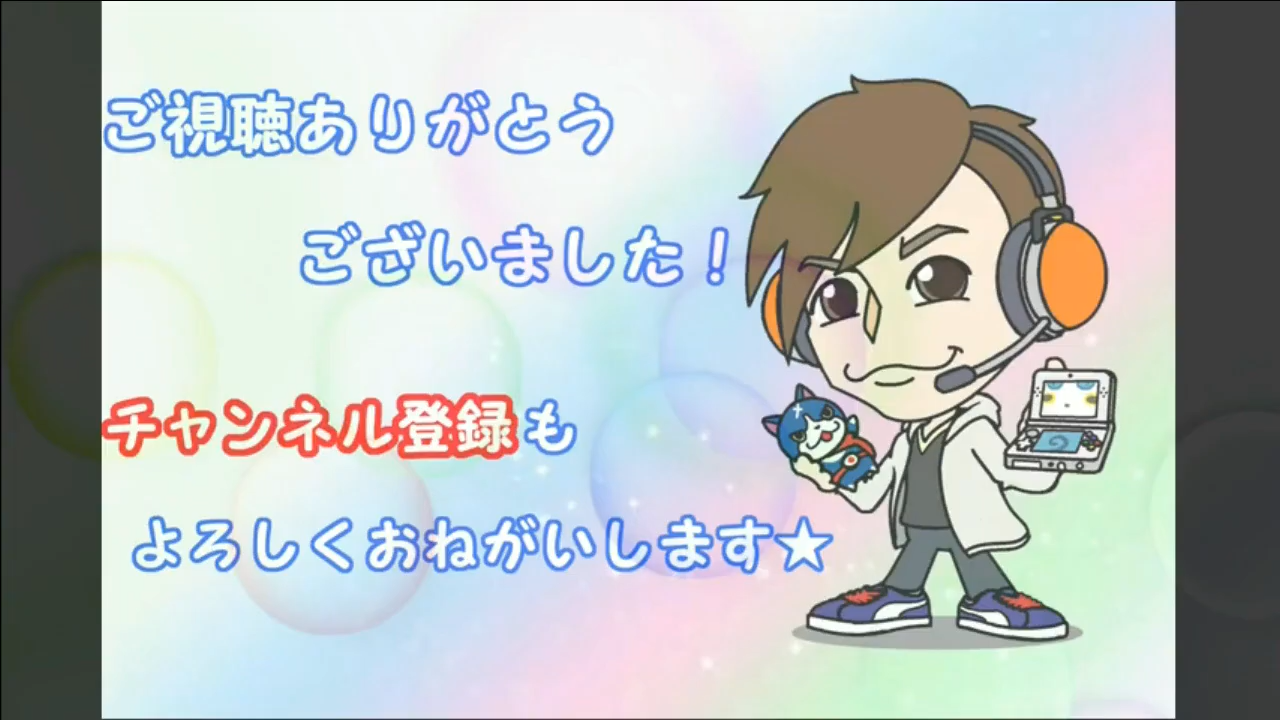 ご視聴ありがとう
ございました！
チャンネル登録も
よろしくおねがいします★